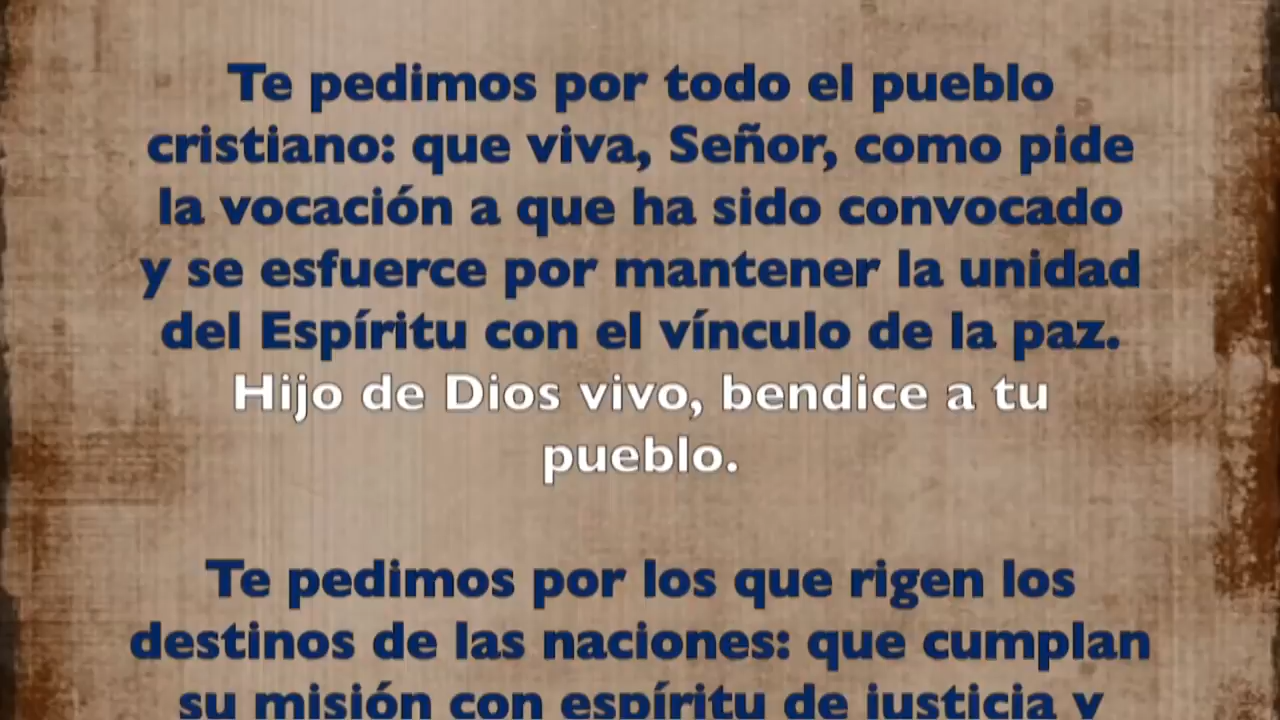 Te pedimos por todo el pueblo
cristiano: que viva, Señor, como pide
la vocación a que ha sido convocado
y se esfuerce por mantener la unidad
del Espíritu con el vínculo de la paz.
Hijo de Dios vivo, bendice a tu
pueblo.
Te pedimos por los que rigen los
destinos de las naciones: que cumplan
su misión con espíritu de justicia y